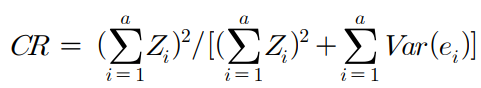 CR = (∑_{i=1}^{a} Z_i)²/[(∑_{i=1}^{a} Z_i)² + ∑_{i=1}^{a} Var(e_i)]